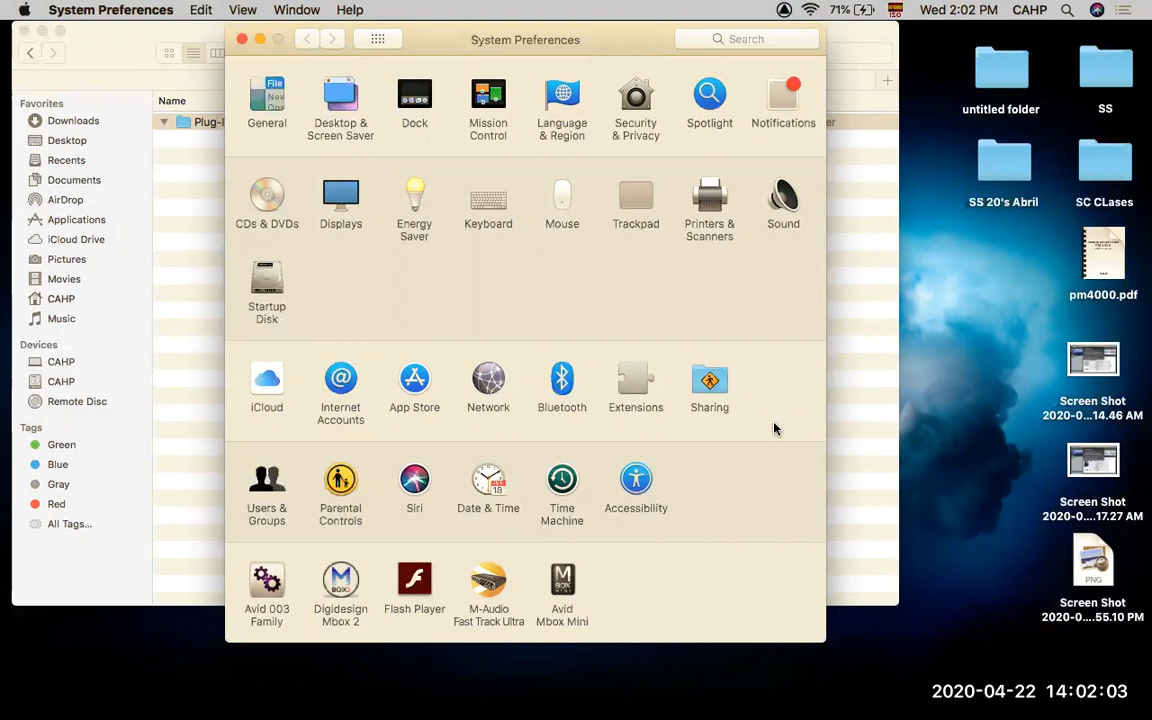 System Preferences Edit View Window Help 71% ISO Wed 2:02 PM CAHP
System Preferences
Search
Favorites
Downloads
Desktop
Recents
Documents
AirDrop
Applications
iCloud Drive
Pictures
Movies
CAHP
Music
Devices
CAHP
CAHP
Remote Disc
Tags
Green
Blue
Gray
Red
All Tags...
Name
File
New
General
Desktop &
Screen Saver
Dock
Mission
Control
Language
& Region
Security
& Privacy
Spotlight
Notifications
CDs & DVDs
Displays
Energy
Saver
Keyboard
Mouse
Trackpad
Printers &
Scanners
Sound
Startup
Disk
iCloud
Internet
Accounts
App Store
Network
Bluetooth
Extensions
Sharing
Users &
Groups
Parental
Controls
Siri
Date & Time
Time
Machine
Accessibility
Avid 003
Family
Digidesign
Mbox 2
Flash Player
M-Audio
Fast Track Ultra
Avid
Mbox Mini
untitled folder
SS
SS 20's Abril
SC CLases
pm4000.pdf
Screen Shot
2020-0...14.46 AM
Screen Shot
2020-0...17.27 AM
PNG
Screen Shot
2020-0....55.10 PM
2020-04-22 14:02:03